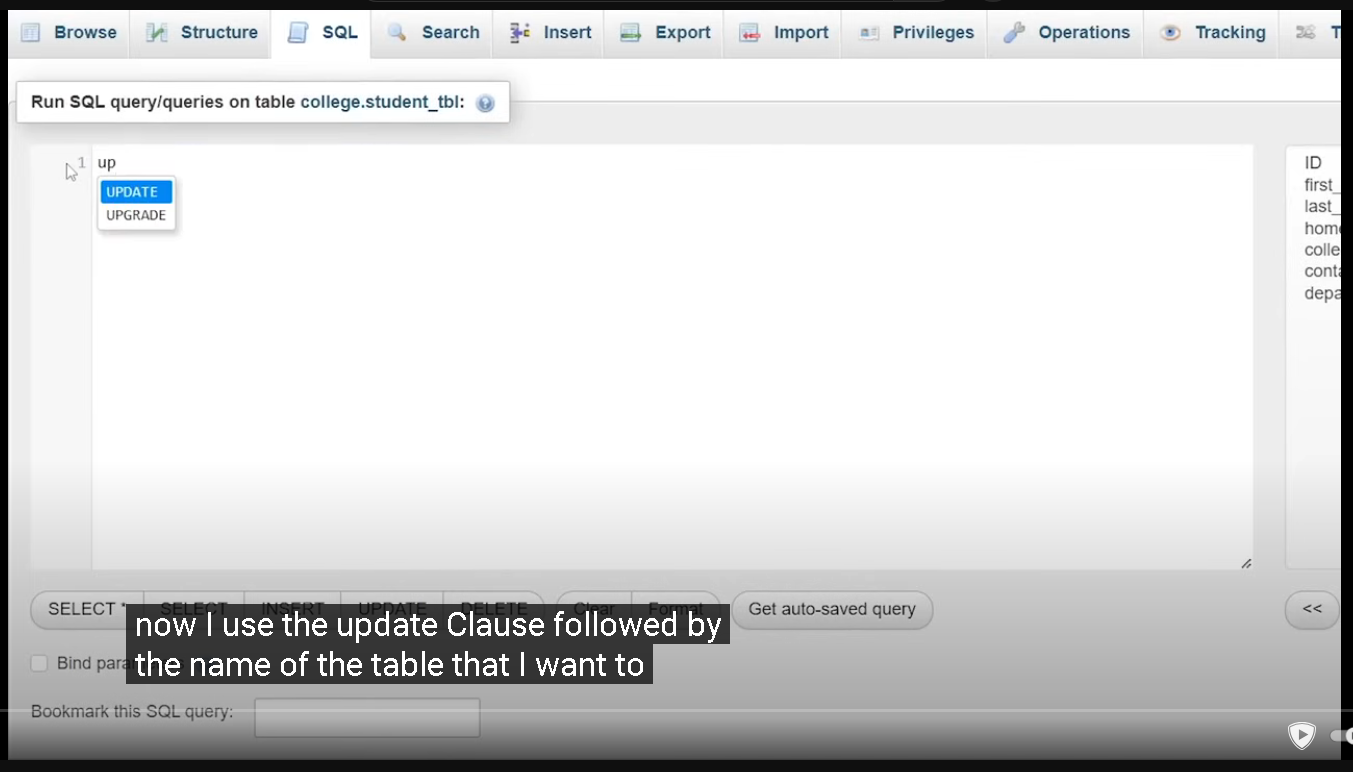 Browse Structure SQL Search Insert Export Import Privileges Operations Tracking T
Run SQL query/queries on table college.student_tbl:
1 up
UPDATE
UPGRADE
ID
first_
last_
home
colle
conta
depa
SELECT * SELECT INSERT UPDATE DELETE Clear Format Get auto-saved query <<
now I use the update Clause followed by
the name of the table that I want to
Bind para
Bookmark this SQL query: